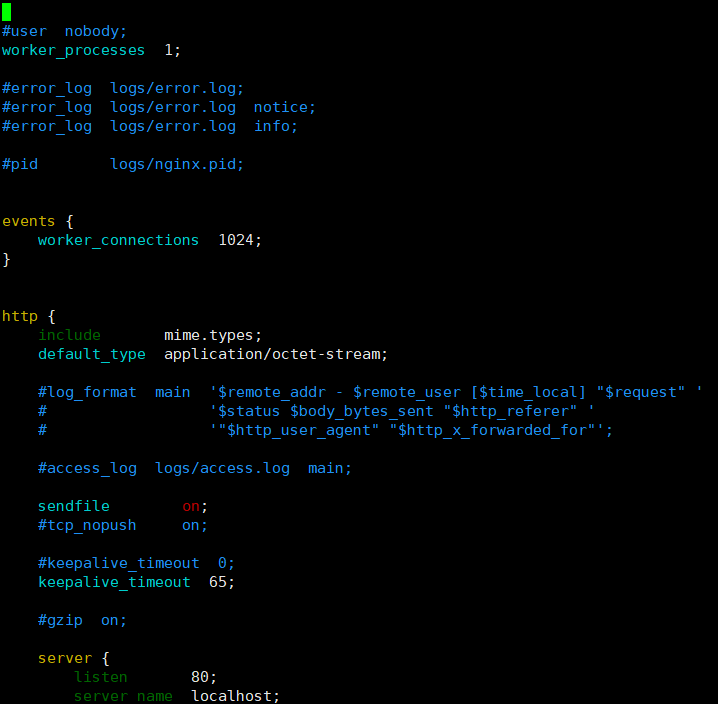 #user  nobody;
worker_processes  1;

#error_log  logs/error.log;
#error_log  logs/error.log  notice;
#error_log  logs/error.log  info;

#pid        logs/nginx.pid;


events {
    worker_connections  1024;
}


http {
    include       mime.types;
    default_type  application/octet-stream;

    #log_format  main  '$remote_addr - $remote_user [$time_local] "$request" '
    #                  '$status $body_bytes_sent "$http_referer" '
    #                  '"$http_user_agent" "$http_x_forwarded_for"';

    #access_log  logs/access.log  main;

    sendfile        on;
    #tcp_nopush     on;

    #keepalive_timeout  0;
    keepalive_timeout  65;

    #gzip  on;

    server {
        listen       80;
        server_name  localhost;